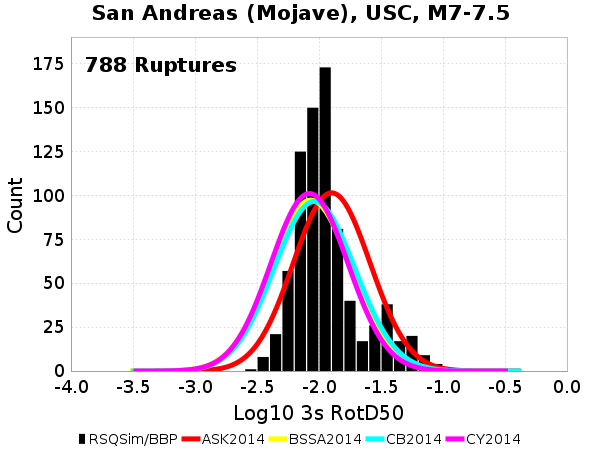 San Andreas (Mojave), USC, M7-7.5
788 Ruptures
175
150
125
100
75
50
25
0
Count
-4.0 -3.5 -3.0 -2.5 -2.0 -1.5 -1.0 -0.5 0.0
Log10 3s RotD50
RSQSim/BBP ASK2014 BSSA2014 CB2014 CY2014